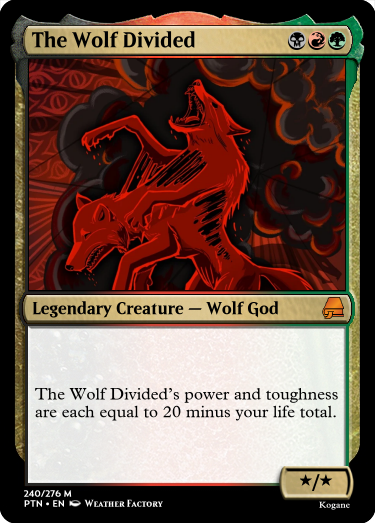 The Wolf Divided
Legendary Creature — Wolf God
The Wolf Divided's power and toughness
are each equal to 20 minus your life total.
★/★
240/276 M
PTN • EN Weather Factory
Kogane